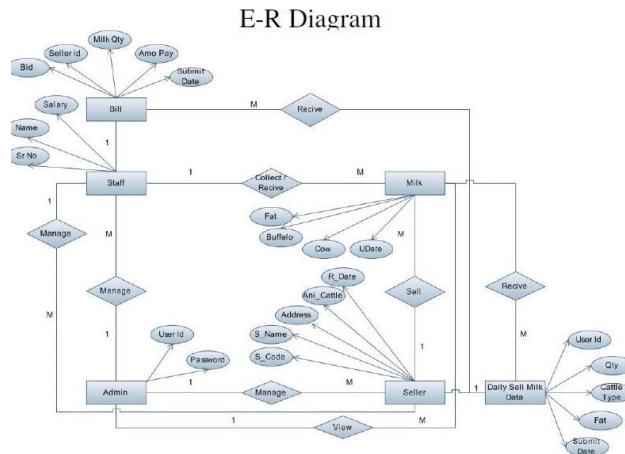 E-R Diagram
Milk Qty
Seller id
Amo Pay
Bid
Submit
Date
Salary
Bill
M
Recive
Name
1
Sr No
Staff
1
Collect /
Recive
M
Milk
1
M
M
M
Manage
Fat
Buffelo
Cow
UDate
R_Date
Manage
Ani_Cattle
Sell
Recive
Address
M
User Id
S_Name
1
1
M
User Id
Password
S_Code
Qty
Admin
1
Manage
M
Seller
1
Daily Sell Milk
Data
Cattle
Type
1
View
M
Fat
Submit
Date